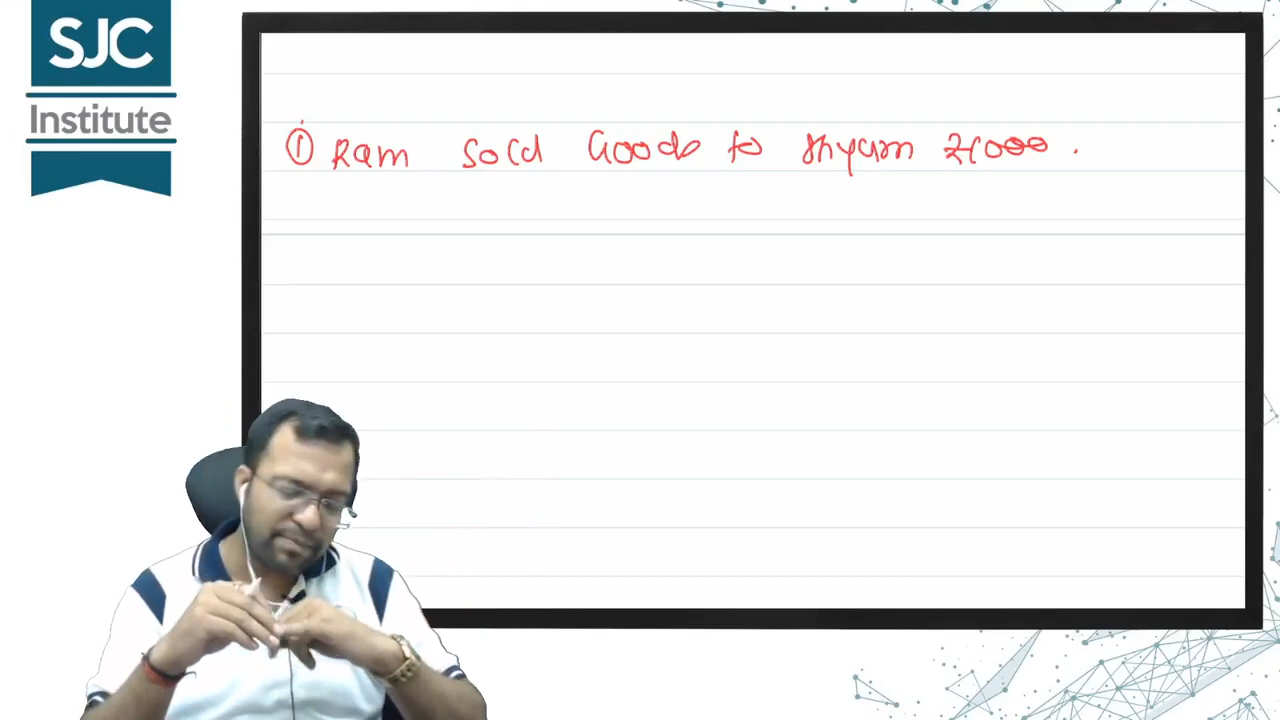 SJC
Institute
① Ram Sold Goods to Shyam ₹1000.